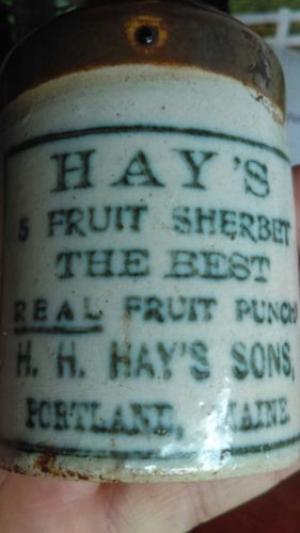 HAY'S
5 FRUIT SHERBET
THE BEST
REAL FRUIT PUNCH
H. H. HAY'S SONS,
PORTLAND, MAINE.